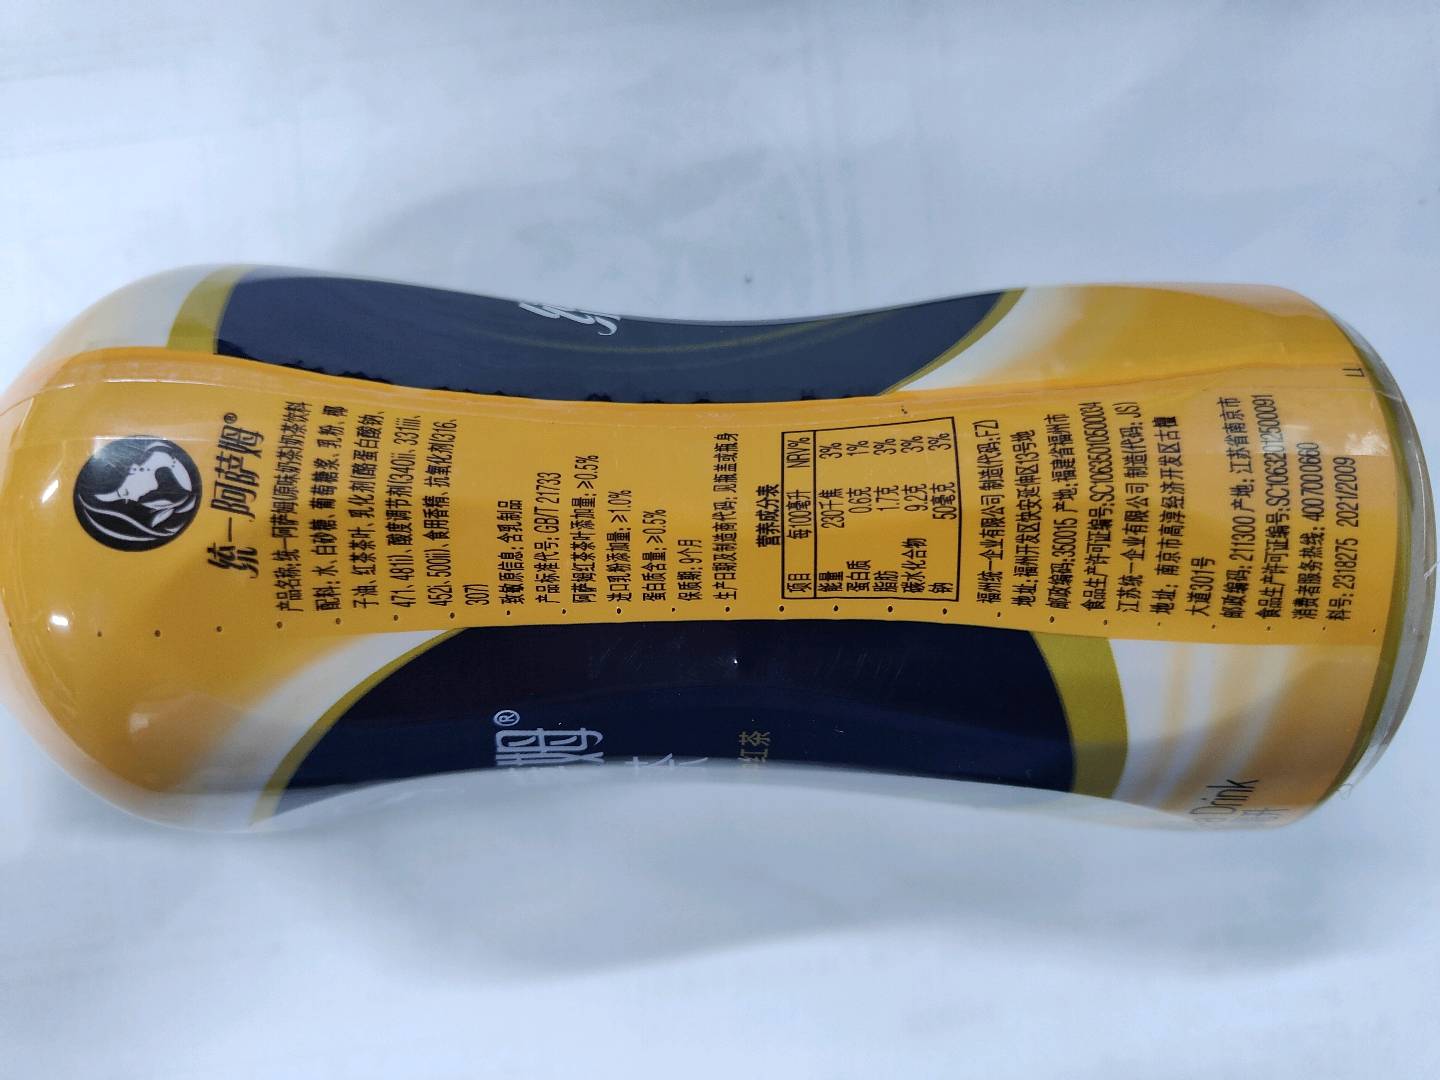 统一阿萨姆®
产品名称:统一阿萨姆原味奶茶奶茶饮料
配料:水、白砂糖、葡萄糖浆、乳粉、椰
子油、红茶茶叶、乳化剂(酪蛋白酸钠、
471、481i)、酸度调节剂(340ii、331iii、
452i、500ii)、食用香精、抗氧化剂(316、
307)
致敏原信息:含乳制品
产品标准代号:GB/T 21733
阿萨姆红茶茶叶添加量:≥0.5%
进口乳粉添加量:≥1.0%
蛋白质含量:≥0.5%
保质期:9个月
生产日期及制造商代码:见瓶盖或瓶身
营养成分表
项目 每100毫升 NRV%
能量 230千焦 3%
蛋白质 0.6克 1%
脂肪 1.7克 3%
碳水化合物 9.2克 3%
钠 50毫克 3%
福州统一企业有限公司 制造代码:FZ)
地址:福州开发区快安延伸区13号地
邮政编码:350015 产地:福建省福州市
食品生产许可证编号:SC10635010500034
江苏统一企业有限公司 制造代码:JS)
地址:南京市高淳经济开发区古檀
大道301号
邮政编码:211300 产地:江苏省南京市
食品生产许可证编号:SC10632012500091
消费者服务热线:4007000660
料号:2318275 2021/2009
姆®
茶
红茶
Drink